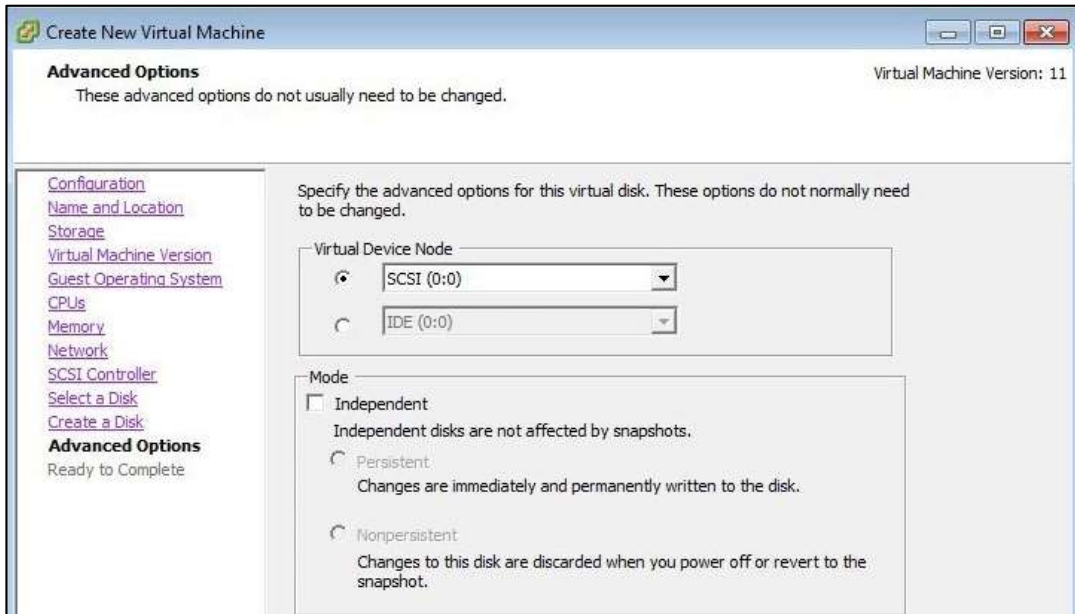 Create New Virtual Machine
Advanced Options
Virtual Machine Version: 11
These advanced options do not usually need to be changed.
Configuration
Name and Location
Storage
Virtual Machine Version
Guest Operating System
CPUs
Memory
Network
SCSI Controller
Select a Disk
Create a Disk
Advanced Options
Ready to Complete
Specify the advanced options for this virtual disk. These options do not normally need
to be changed.
Virtual Device Node
SCSI (0:0)
IDE (0:0)
Mode
Independent
Independent disks are not affected by snapshots.
Persistent
Changes are immediately and permanently written to the disk.
Nonpersistent
Changes to this disk are discarded when you power off or revert to the
snapshot.